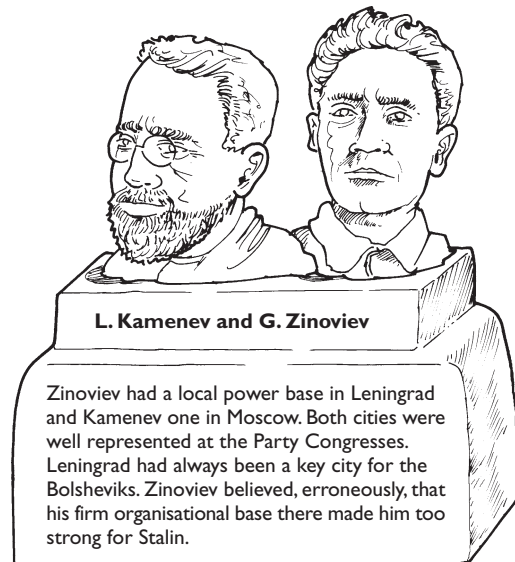 L. Kamenev and G. Zinoviev
Zinoviev had a local power base in Leningrad
and Kamenev one in Moscow. Both cities were
well represented at the Party Congresses.
Leningrad had always been a key city for the
Bolsheviks. Zinoviev believed, erroneously, that
his firm organisational base there made him too
strong for Stalin.